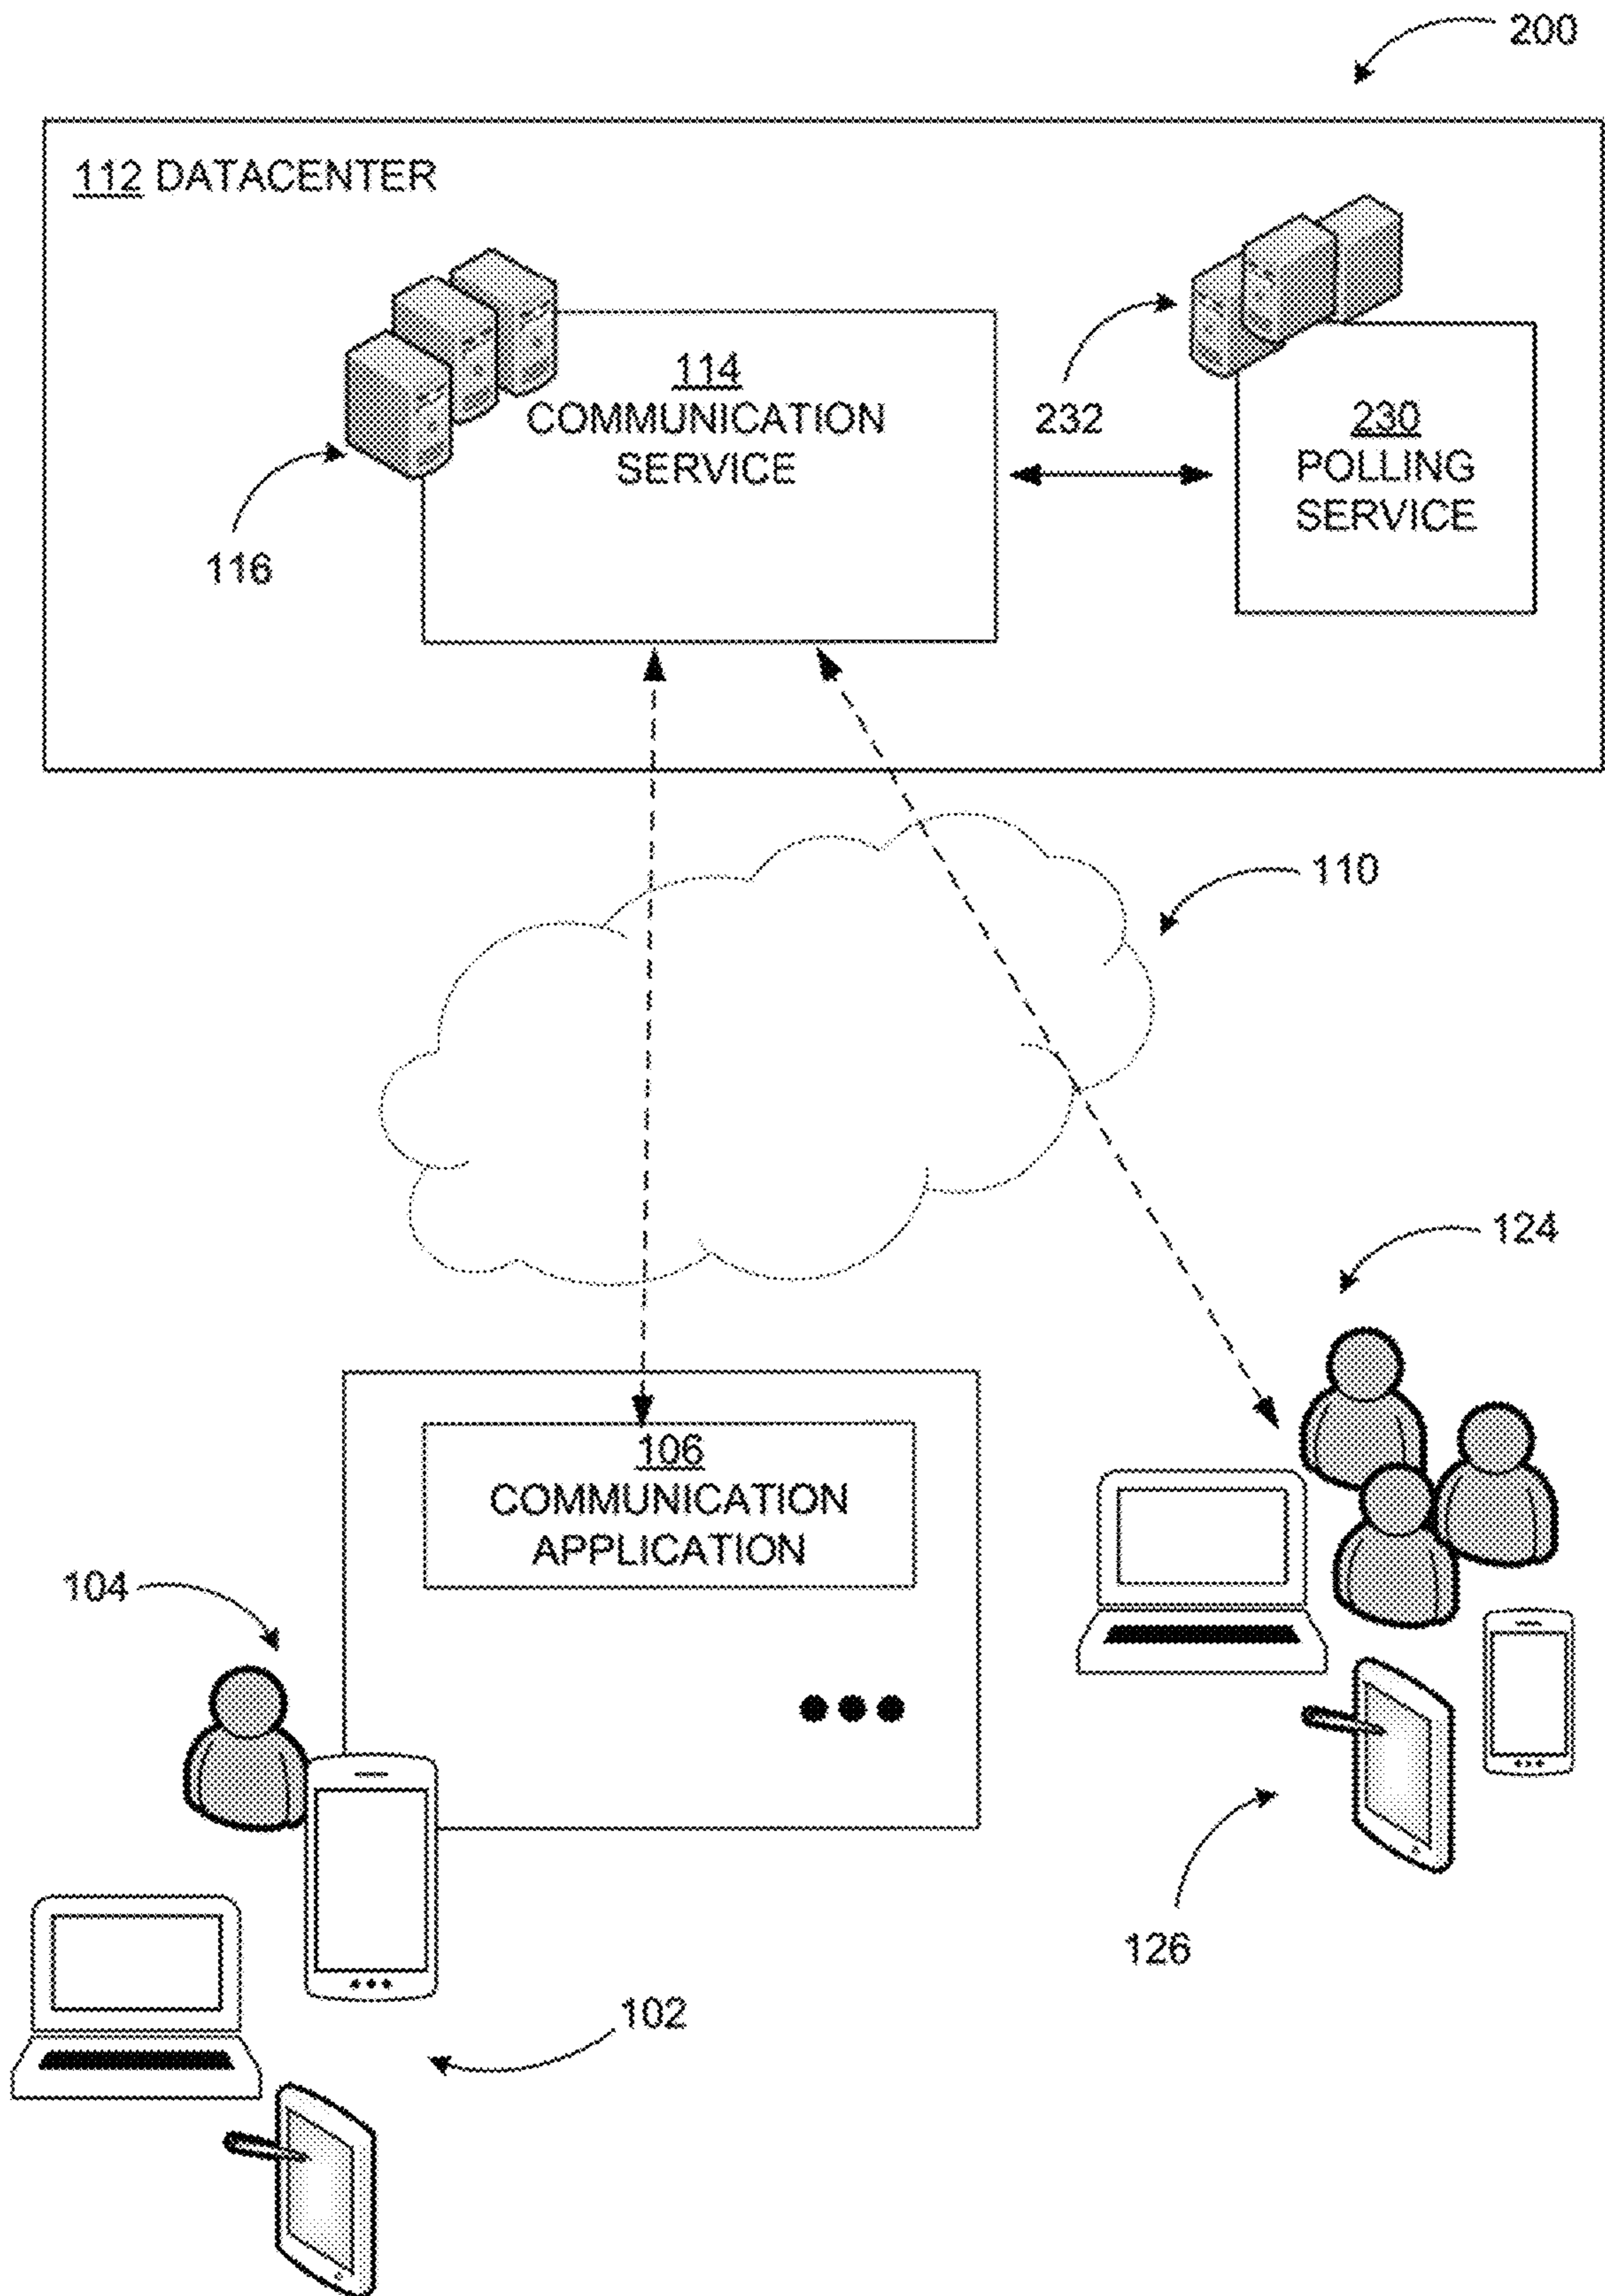 200
112 DATACENTER
114
COMMUNICATION
SERVICE
232
230
POLLING
SERVICE
116
110
124
106
COMMUNICATION
APPLICATION
104
126
102